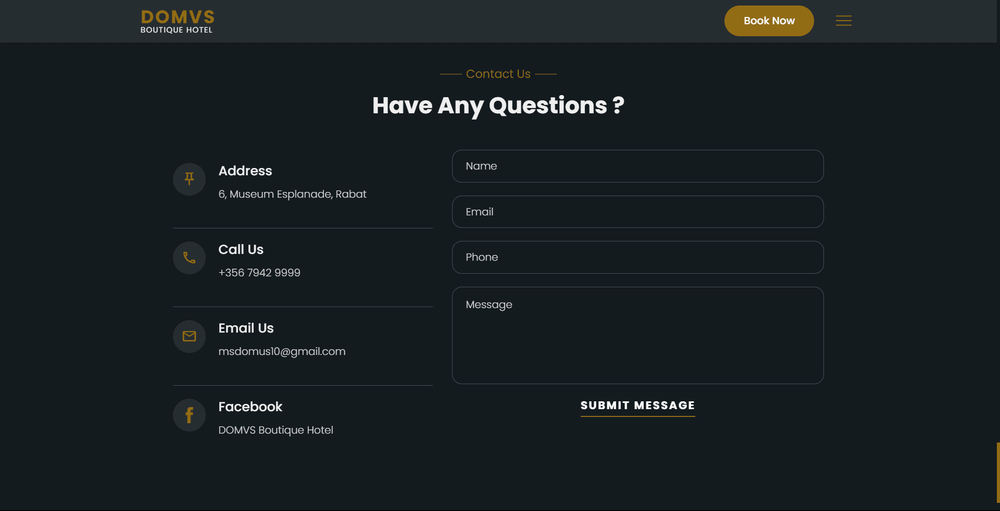 DOMVS
BOUTIQUE HOTEL
Book Now
Contact Us
Have Any Questions ?
Address
6, Museum Esplanade, Rabat
Call Us
+356 7942 9999
Email Us
msdomus10@gmail.com
Facebook
DOMVS Boutique Hotel
Name
Email
Phone
Message
SUBMIT MESSAGE